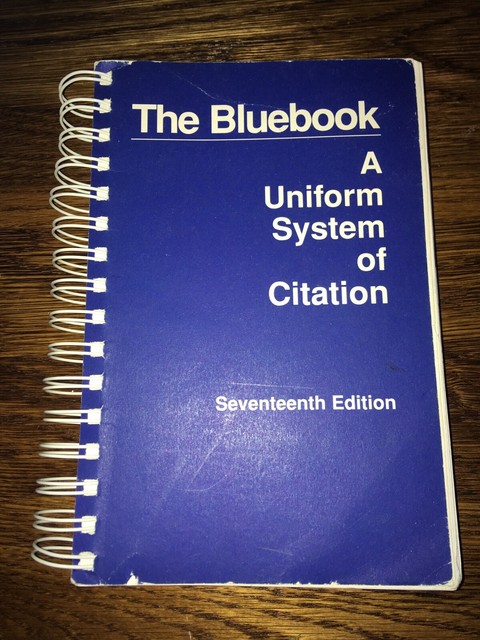 The Bluebook
A
Uniform
System
of
Citation
Seventeenth Edition